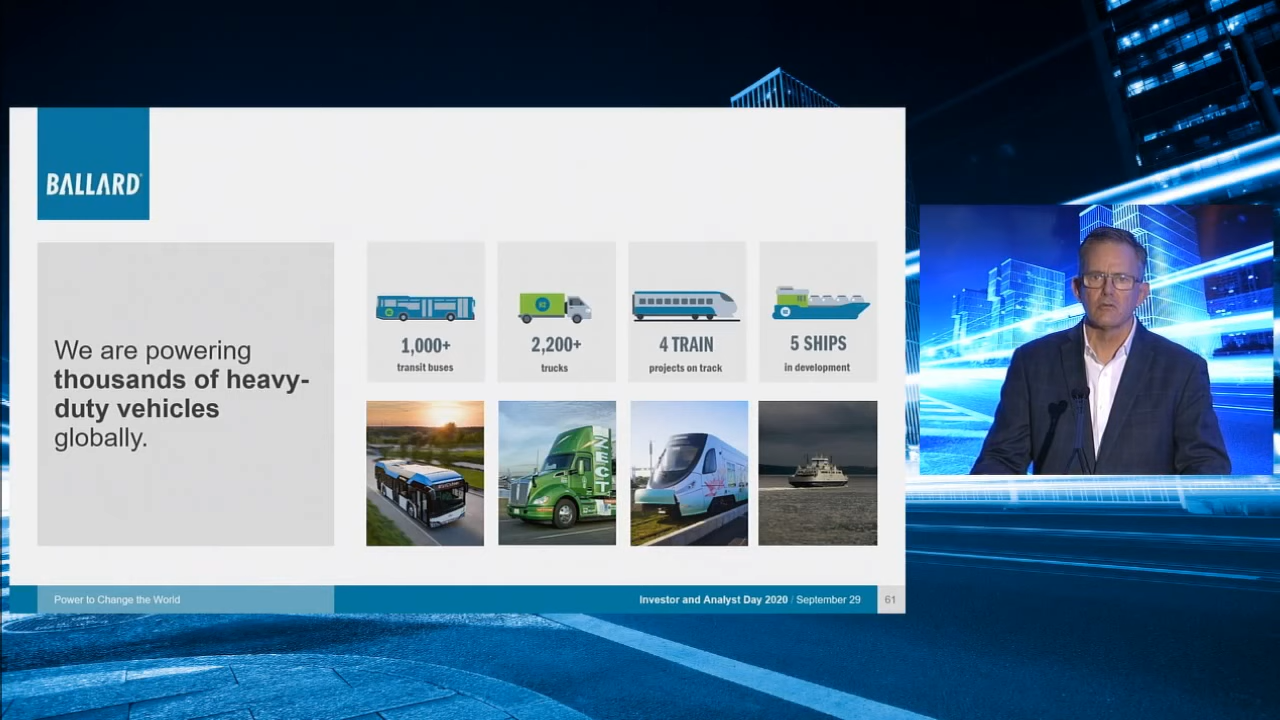 BALLARD
We are powering
thousands of heavy-
duty vehicles
globally.
1,000+
transit buses
2,200+
trucks
4 TRAIN
projects on track
5 SHIPS
in development
ZECT
Power to Change the World
Investor and Analyst Day 2020 / September 29
61